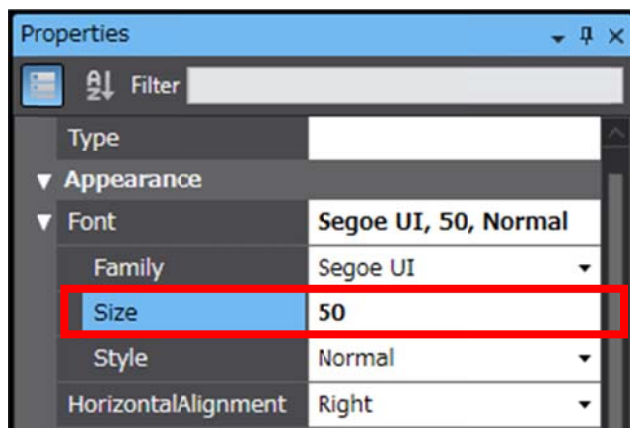 Properties
Filter
Type
Appearance
Font Segoe UI, 50, Normal
Family Segoe UI
Size 50
Style Normal
HorizontalAlignment Right